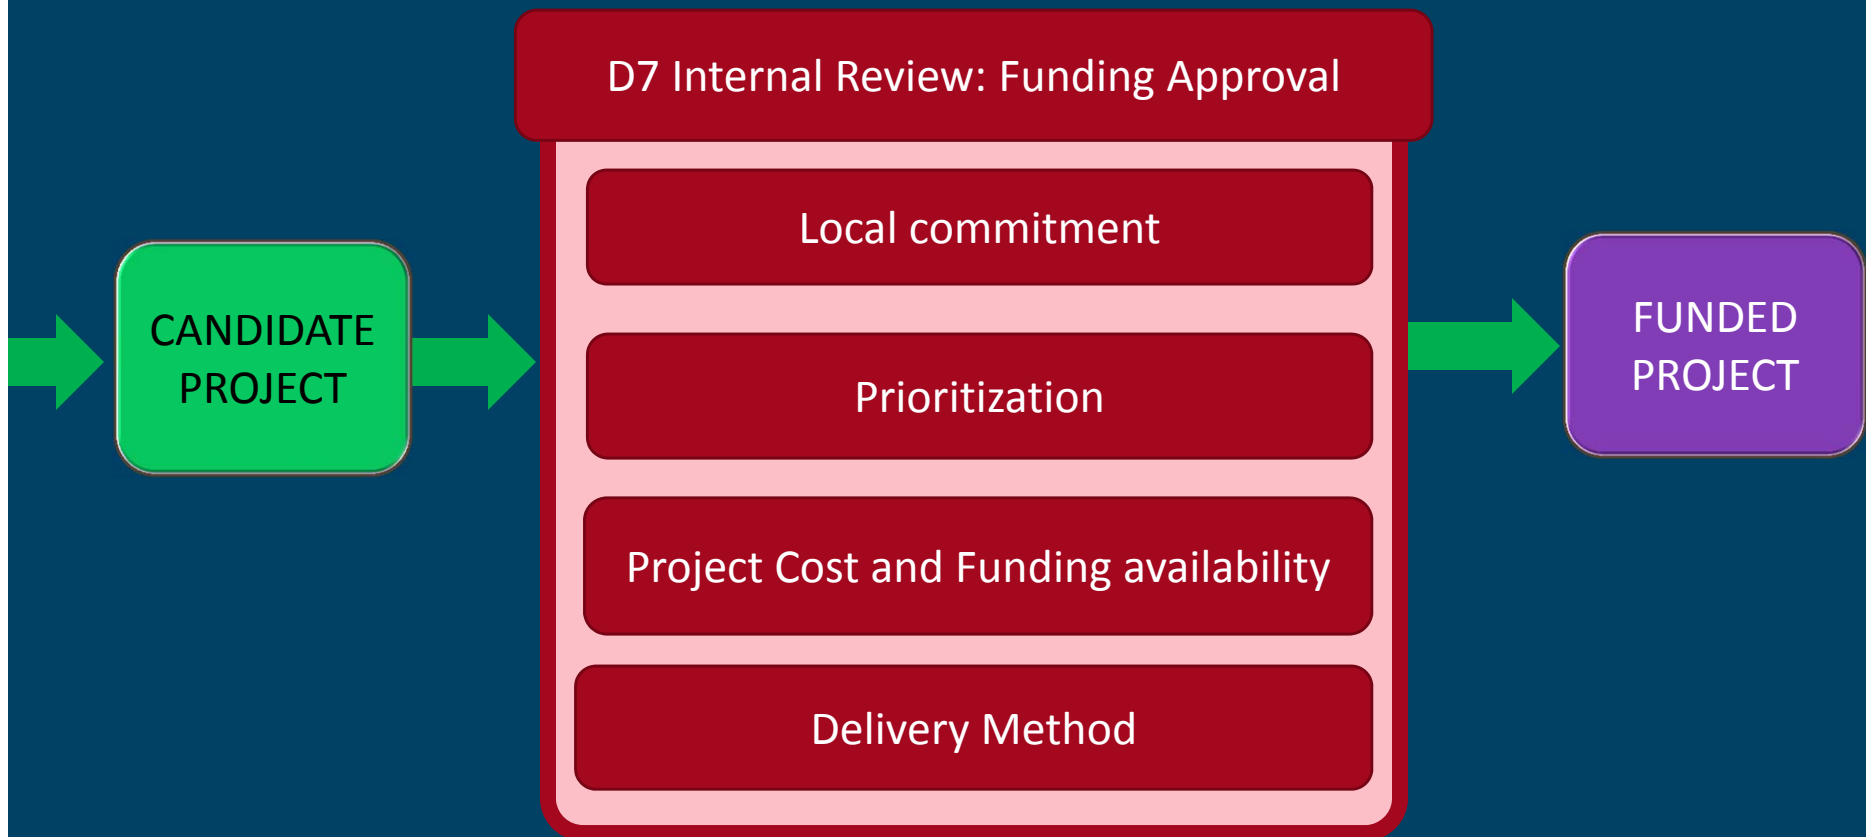 D7 Internal Review: Funding Approval
Local commitment
CANDIDATE
PROJECT
Prioritization
Project Cost and Funding availability
Delivery Method
FUNDED
PROJECT